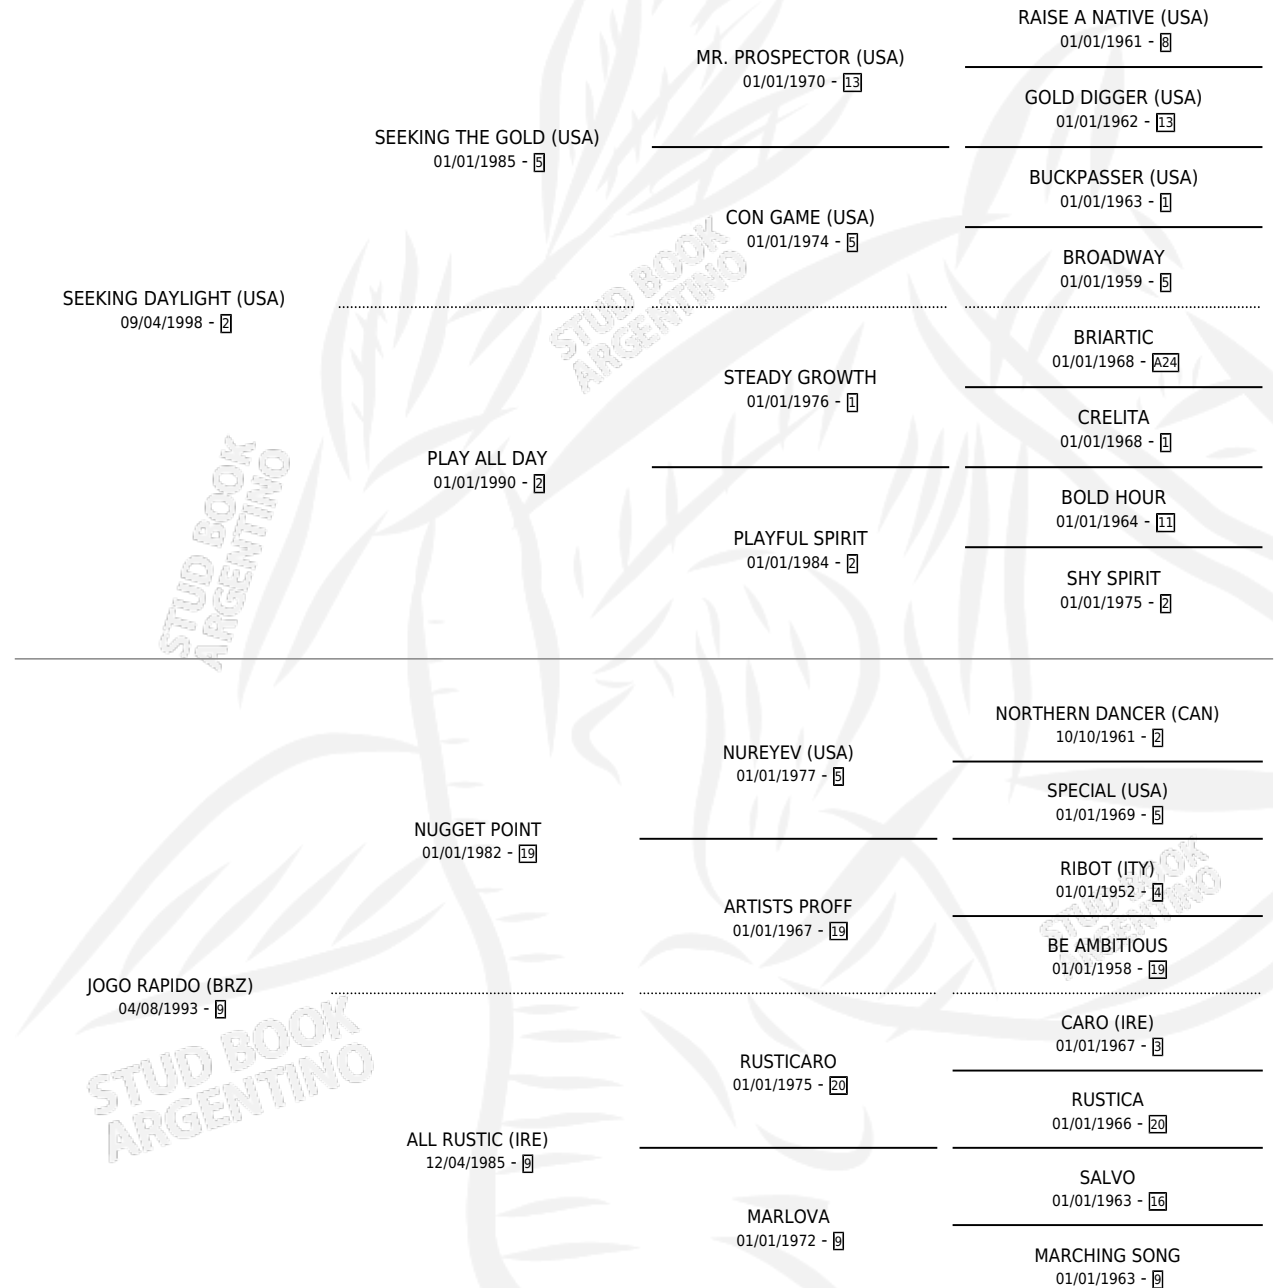 RAISE A NATIVE (USA)
01/01/1961 - 8
MR. PROSPECTOR (USA)
01/01/1970 - 13
GOLD DIGGER (USA)
01/01/1962 - 13
SEEKING THE GOLD (USA)
01/01/1985 - 5
BUCKPASSER (USA)
01/01/1963 - 1
CON GAME (USA)
01/01/1974 - 5
BROADWAY
01/01/1959 - 5
SEEKING DAYLIGHT (USA)
09/04/1998 - 2
BRIARTIC
01/01/1968 - A24
STEADY GROWTH
01/01/1976 - 1
CRELITA
01/01/1968 - 1
PLAY ALL DAY
01/01/1990 - 2
BOLD HOUR
01/01/1964 - 11
PLAYFUL SPIRIT
01/01/1984 - 2
SHY SPIRIT
01/01/1975 - 2
NORTHERN DANCER (CAN)
10/10/1961 - 2
NUREYEV (USA)
01/01/1977 - 5
SPECIAL (USA)
01/01/1969 - 5
NUGGET POINT
01/01/1982 - 19
RIBOT (ITY)
01/01/1952 - 4
ARTISTS PROFF
01/01/1967 - 19
BE AMBITIOUS
01/01/1958 - 19
JOGO RAPIDO (BRZ)
04/08/1993 - 9
CARO (IRE)
01/01/1967 - 3
RUSTICARO
01/01/1975 - 20
RUSTICA
01/01/1966 - 20
ALL RUSTIC (IRE)
12/04/1985 - 9
SALVO
01/01/1963 - 16
MARLOVA
01/01/1972 - 9
MARCHING SONG
01/01/1963 - 9
STUD BOOK
ARGENTINO
STUD BOOK
ARGENTINO
STUD BOOK
ARGENTINO
STUD BOOK
ARGENTINO